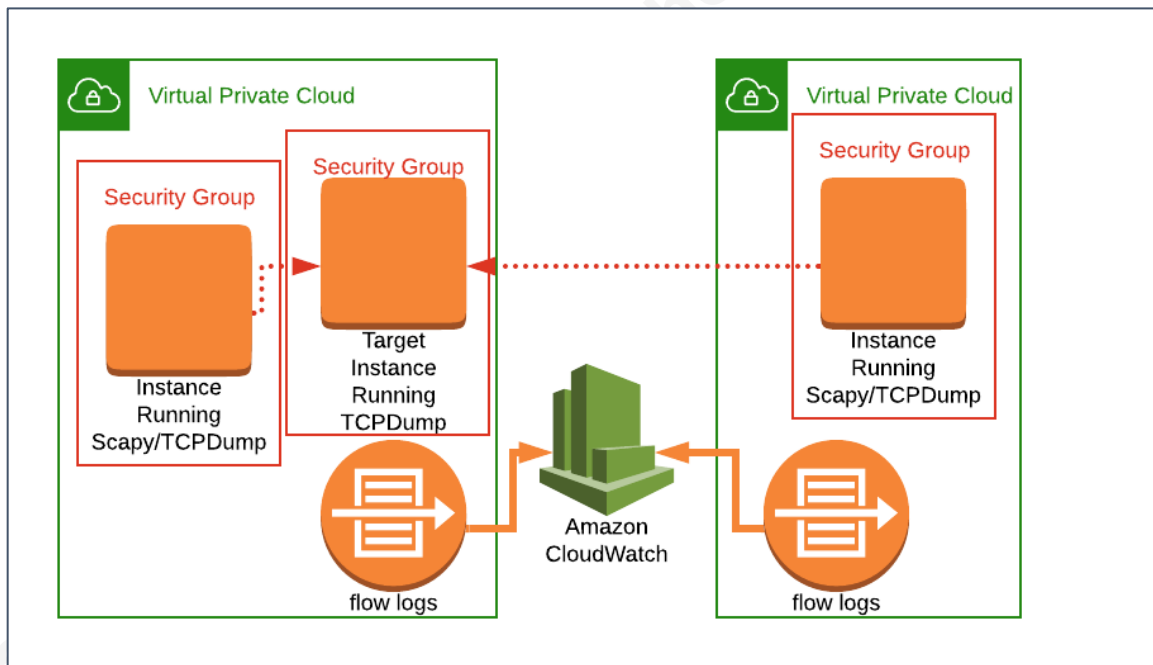 Virtual Private Cloud
Virtual Private Cloud
Security Group
Security Group
Security Group
Instance
Running
Scapy/TCPDump
Target
Instance
Running
TCPDump
Instance
Running
Scapy/TCPDump
Amazon
CloudWatch
flow logs
flow logs